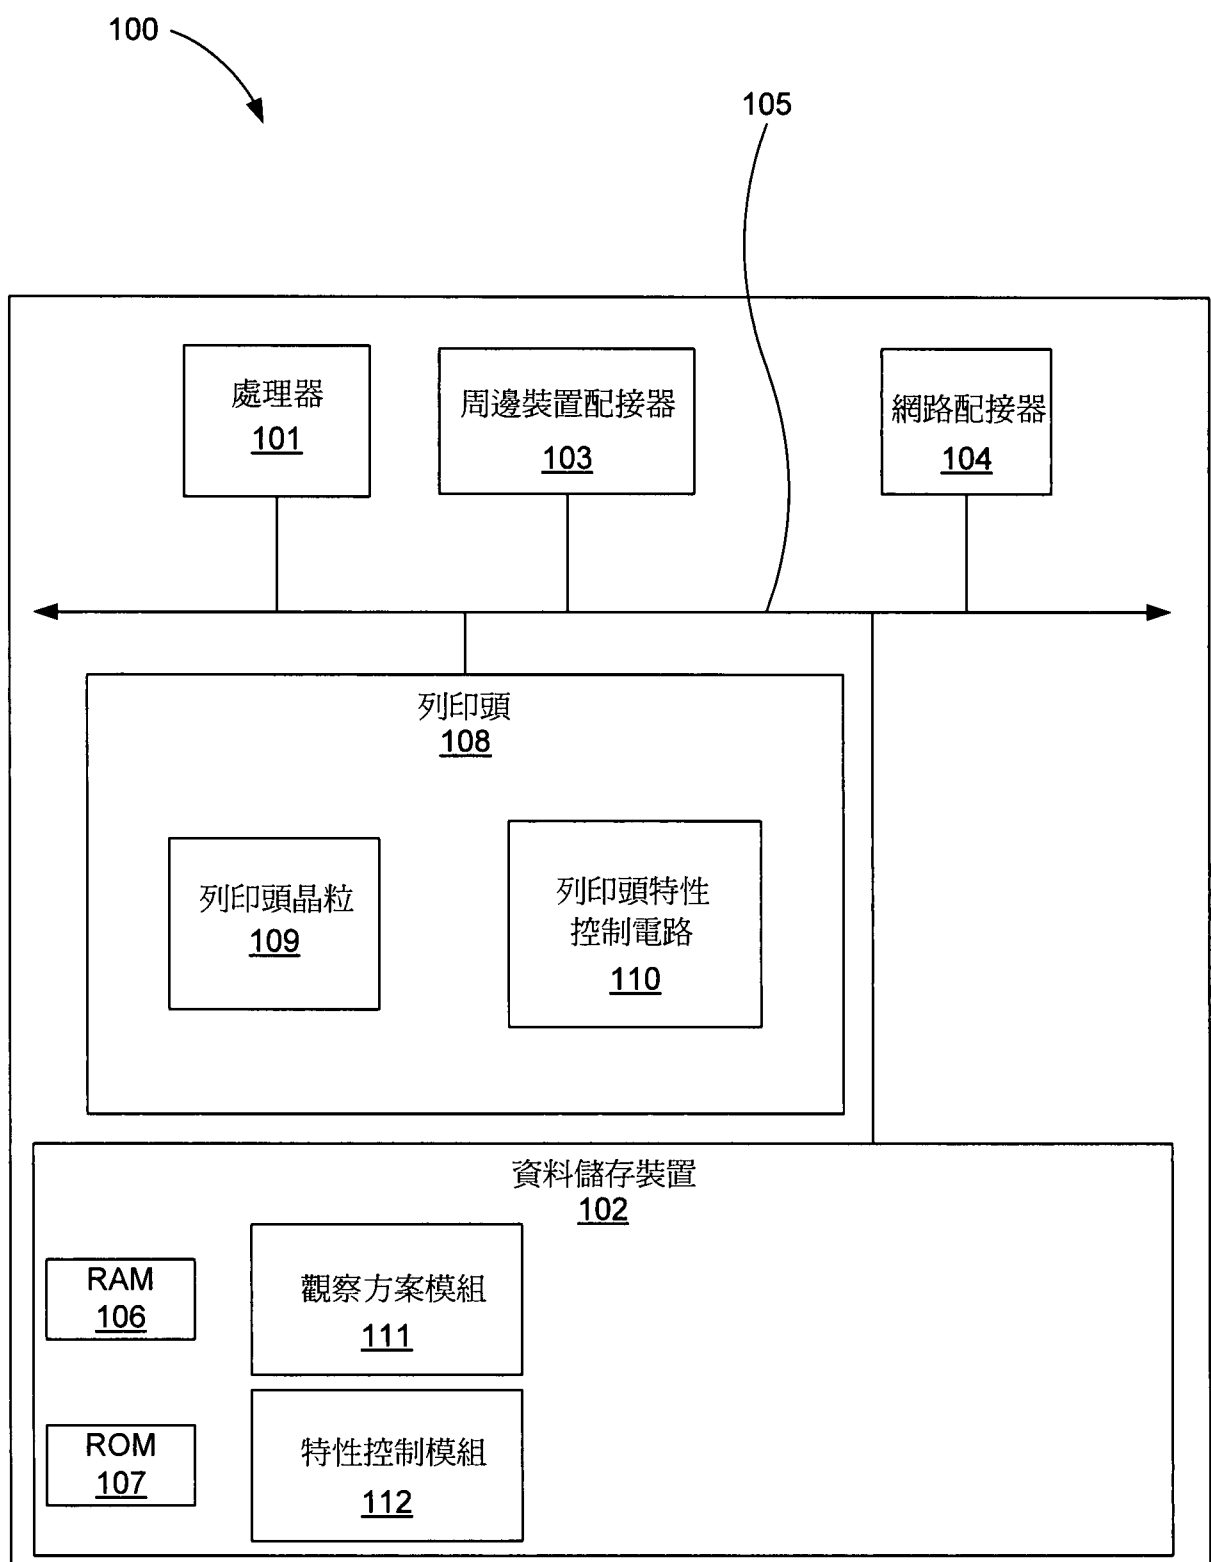 100
105
處理器
101
周邊裝置配接器
103
網路配接器
104
列印頭
108
列印頭晶粒
109
列印頭特性
控制電路
110
資料儲存裝置
102
RAM
106
觀察方案模組
111
ROM
107
特性控制模組
112